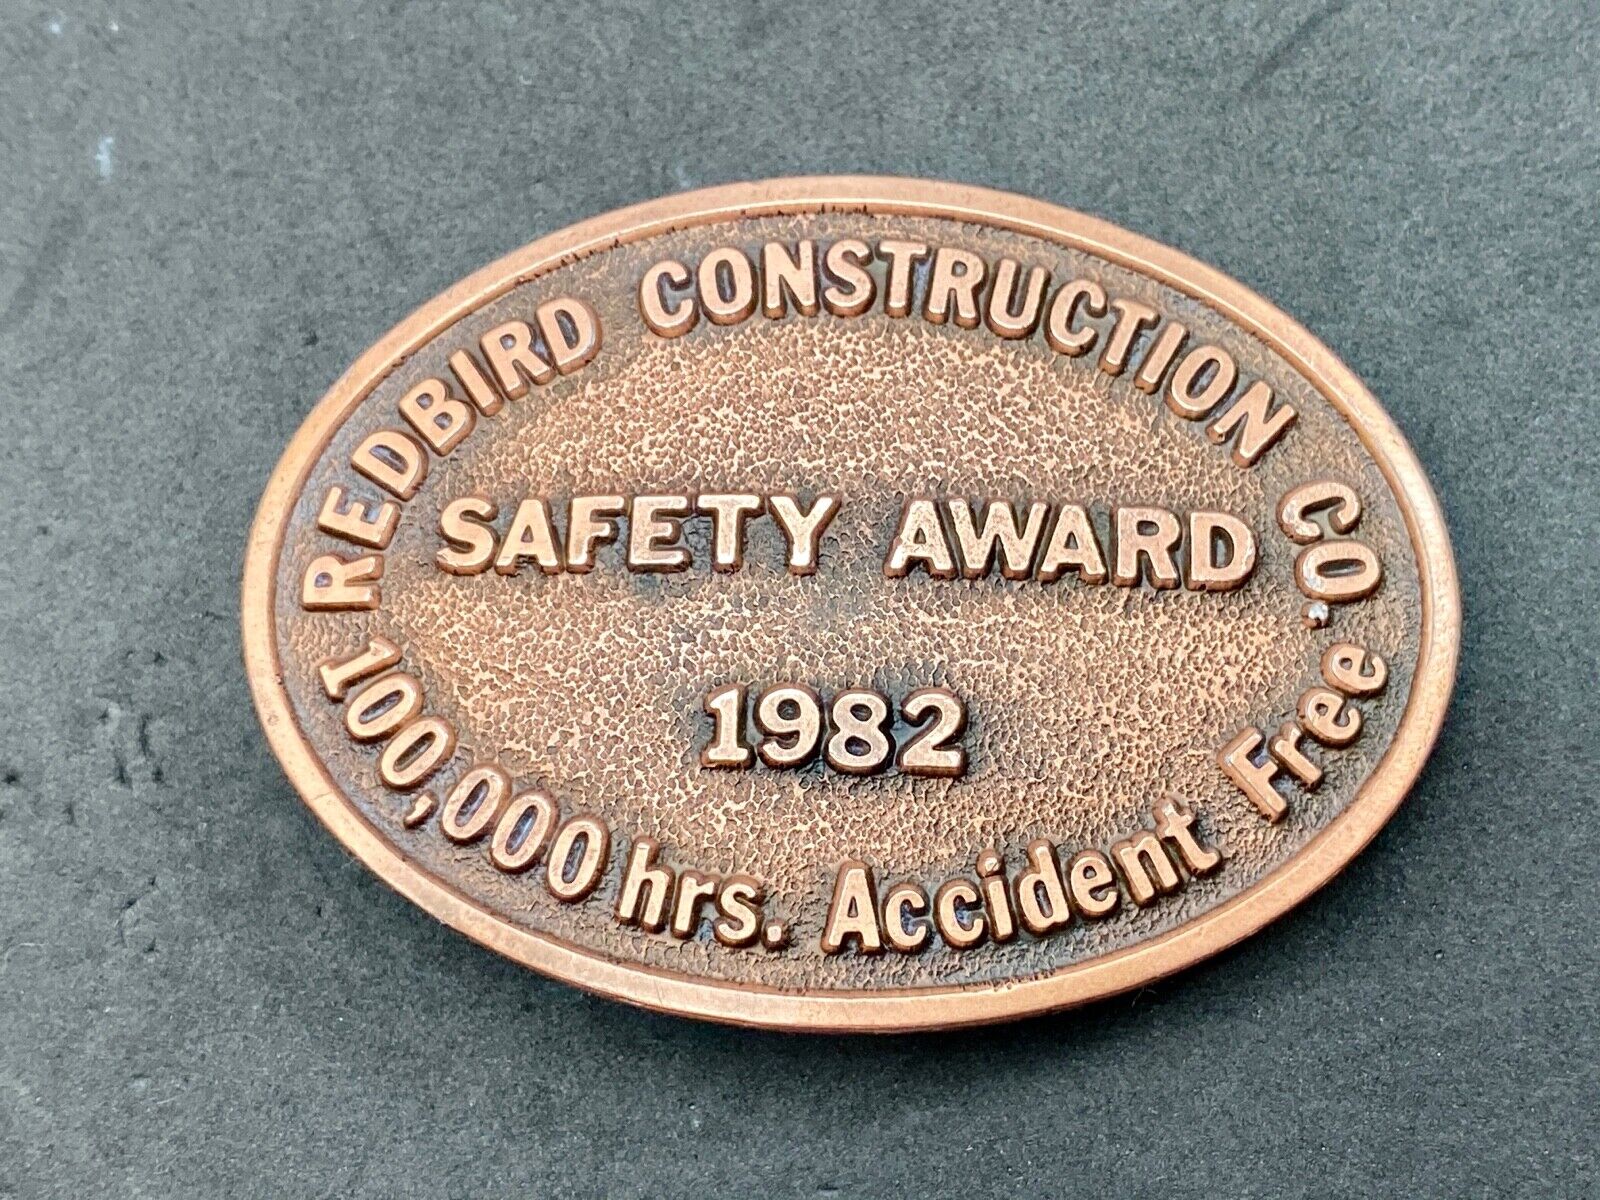 REDBIRD CONSTRUCTION CO.
SAFETY AWARD
1982
100,000 hrs. Accident Free